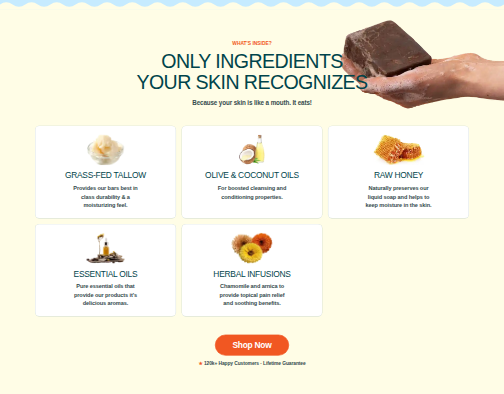 WHAT'S INSIDE?
ONLY INGREDIENTS
YOUR SKIN RECOGNIZES
Because your skin is like a mouth. It eats!
GRASS-FED TALLOW
Provides our bars best in
class durability & a
moisturizing feel.
OLIVE & COCONUT OILS
For boosted cleansing and
conditioning properties.
RAW HONEY
Naturally preserves our
liquid soap and helps to
keep moisture in the skin.
ESSENTIAL OILS
Pure essential oils that
provide our products it's
delicious aromas.
HERBAL INFUSIONS
Chamomile and arnica to
provide topical pain relief
and soothing benefits.
Shop Now
★ 120k+ Happy Customers - Lifetime Guarantee